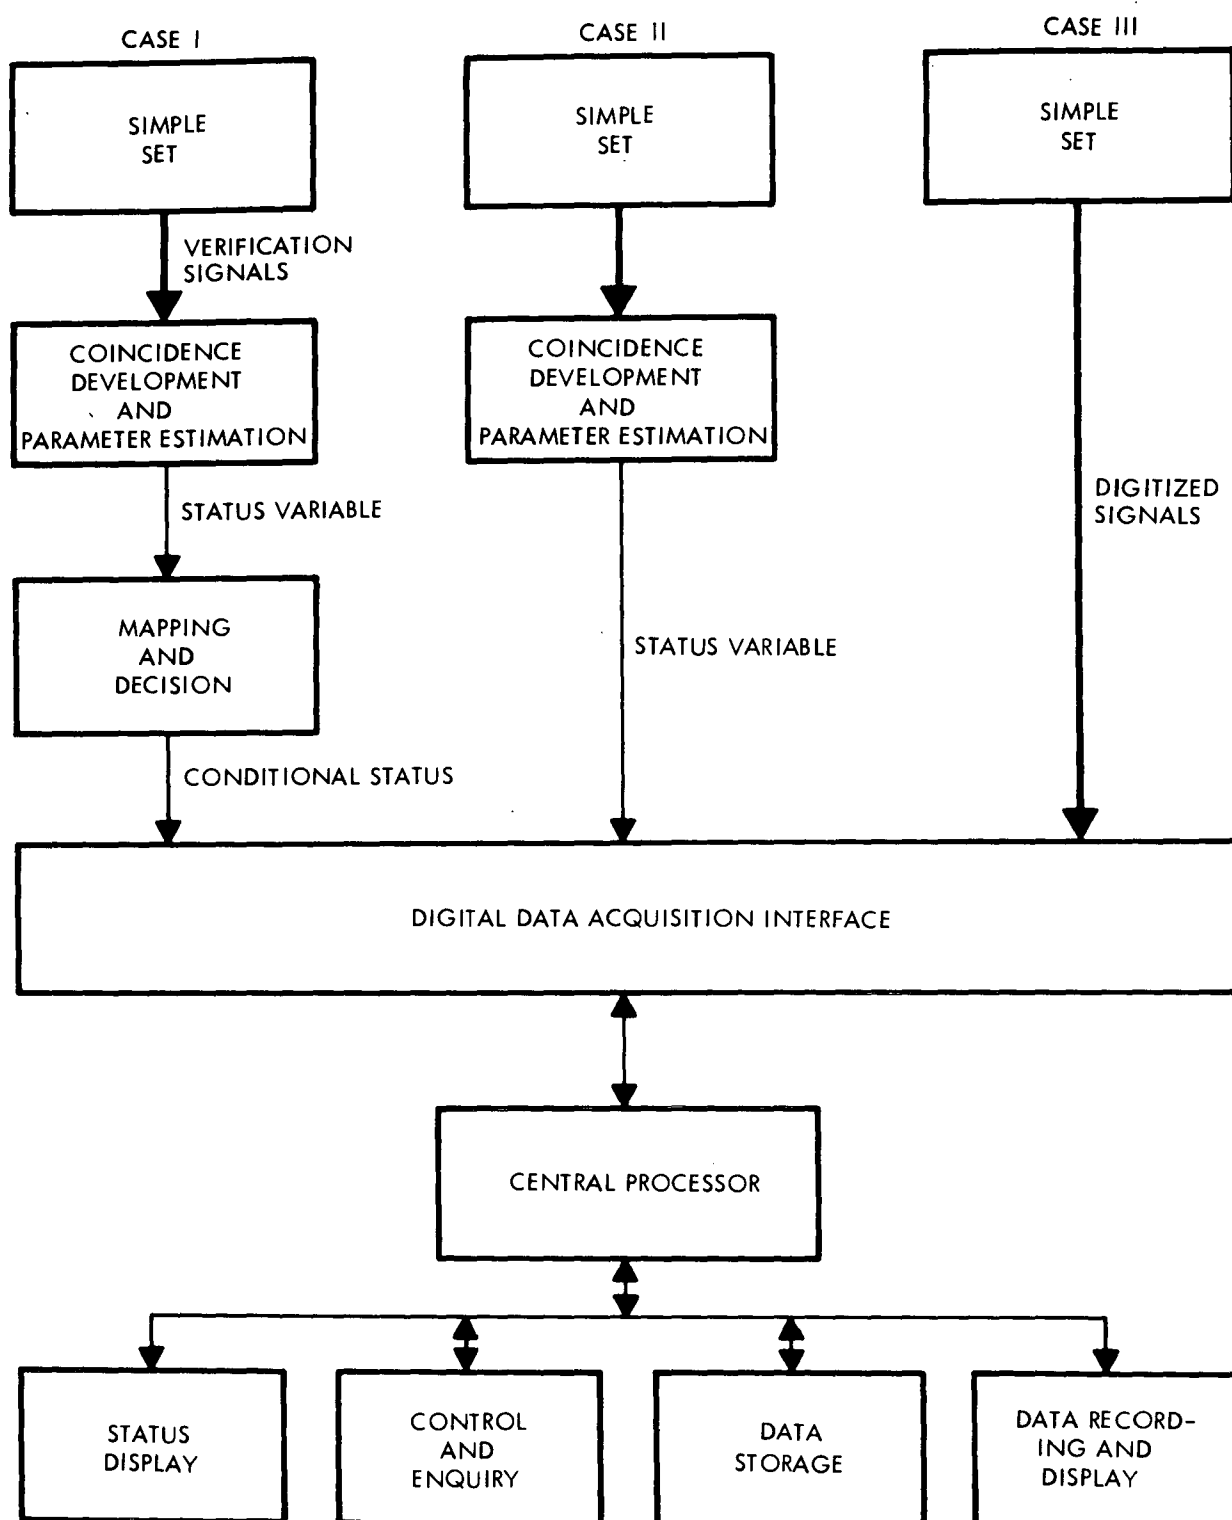 CASE I
CASE II
CASE III
SIMPLE
SET
SIMPLE
SET
SIMPLE
SET
VERIFICATION
SIGNALS
COINCIDENCE
DEVELOPMENT
AND
PARAMETER ESTIMATION
COINCIDENCE
DEVELOPMENT
AND
PARAMETER ESTIMATION
STATUS VARIABLE
DIGITIZED
SIGNALS
MAPPING
AND
DECISION
STATUS VARIABLE
CONDITIONAL STATUS
DIGITAL DATA ACQUISITION INTERFACE
CENTRAL PROCESSOR
STATUS
DISPLAY
CONTROL
AND
ENQUIRY
DATA
STORAGE
DATA RECORD-
ING AND
DISPLAY